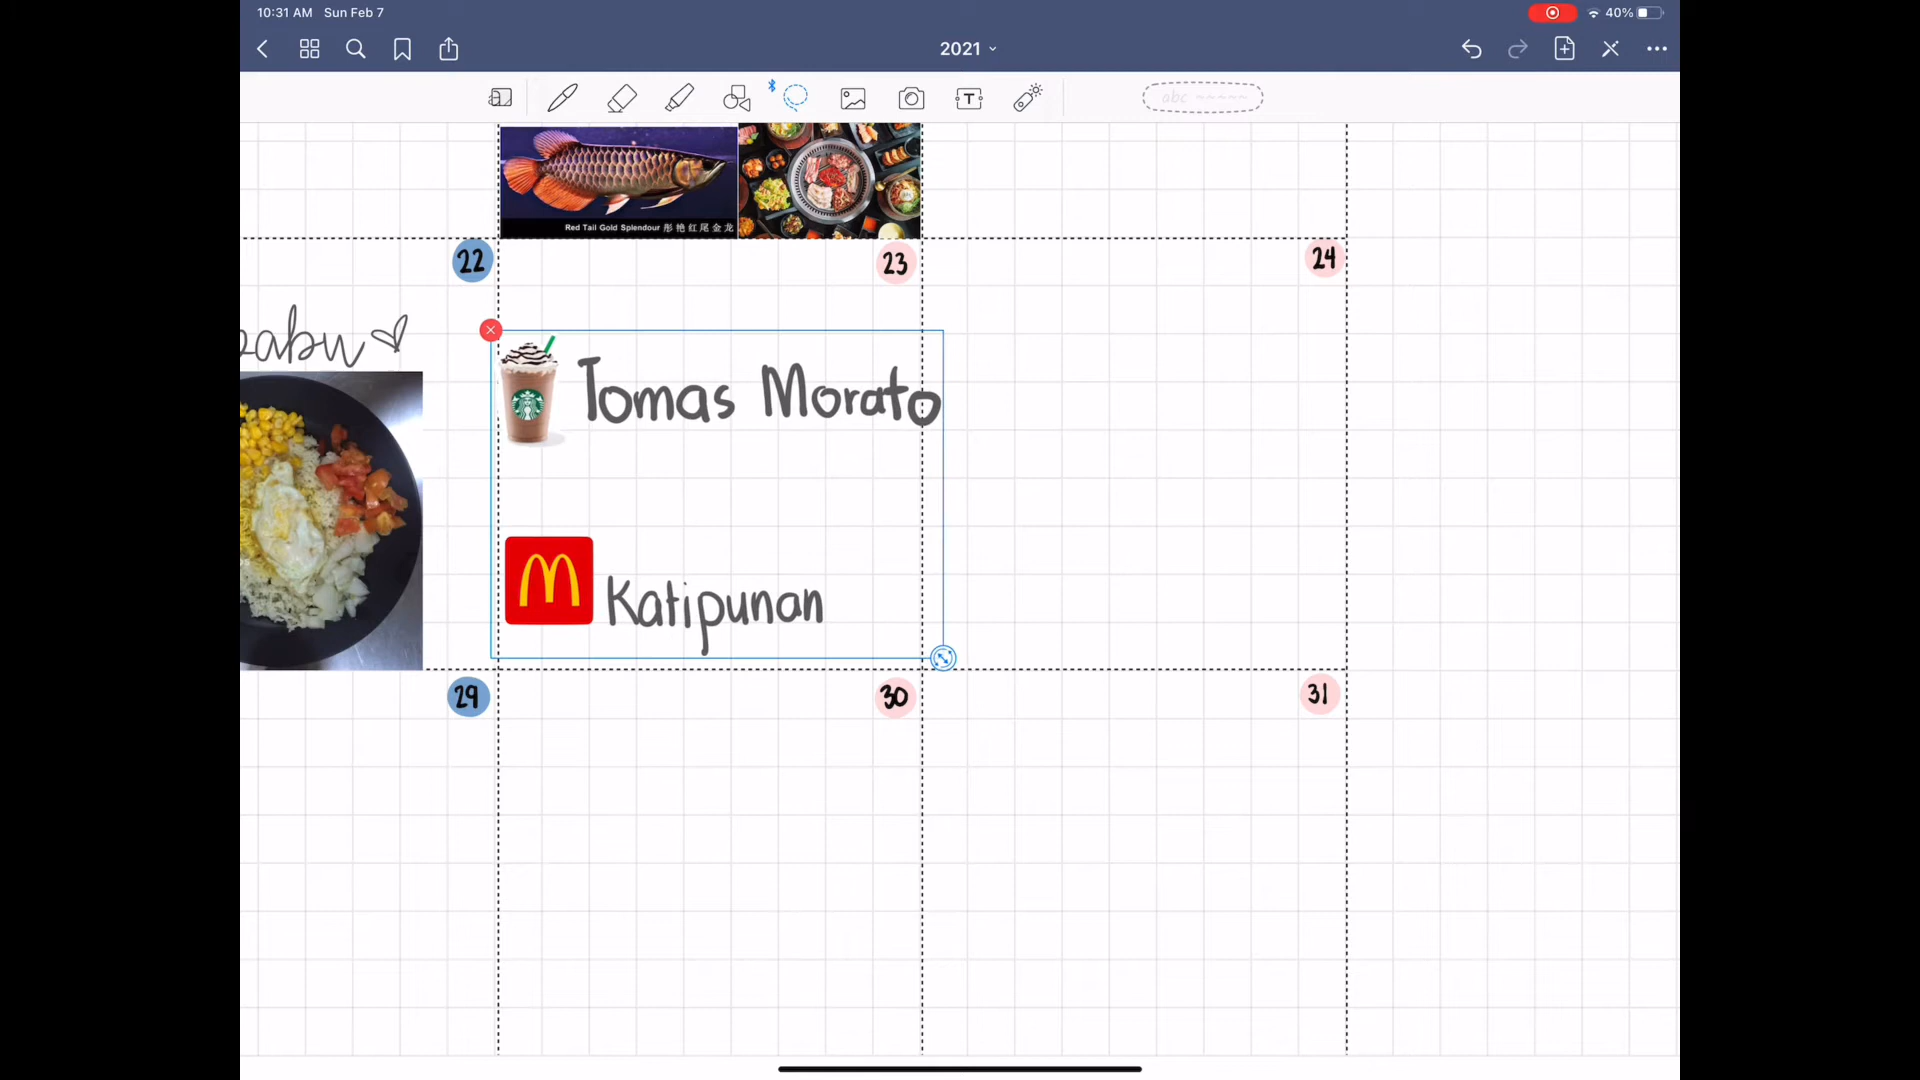 10:31 AM Sun Feb 7
40%
2021
T
abc
Red Tail Gold Splendour 彤艳红尾金龙
22
23
24
Tomas Morato
Katipunan
29
30
31